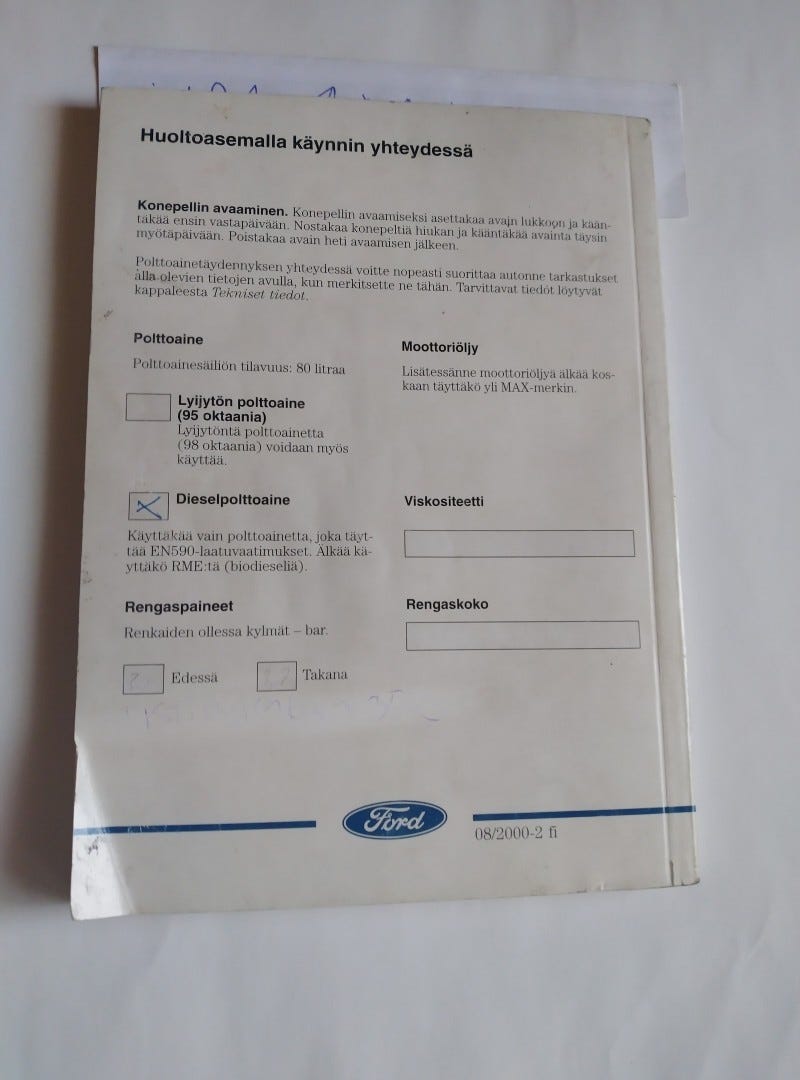 Huoltoasemalla käynnin yhteydessä
Konepellin avaaminen. Konepellin avaamiseksi asettakaa avain lukkoon ja kään-
täkää ensin vastapäivään. Nostakaa konepeltiä hiukan ja kääntäkää avainta täysin
myötäpäivään. Poistakaa avain heti avaamisen jälkeen.
Polttoainetäydennyksen yhteydessä voitte nopeasti suorittaa autonne tarkastukset
alla olevien tietojen avulla, kun merkitsette ne tähän. Tarvittavat tiedot löytyvät
kappaleesta Tekniset tiedot.
Polttoaine
Polttoainesäiliön tilavuus: 80 litraa
Lyijytön polttoaine
(95 oktaania)
Lyijytöntä polttoainetta
(98 oktaania) voidaan myös
käyttää.
Dieselpolttoaine
Käyttäkää vain polttoainetta, joka täyt-
tää EN590-laatuvaatimukset. Älkää kä-
yttäkö RME:tä (biodieseliä).
Moottoriöljy
Lisätessänne moottoriöljyä älkää kos-
kaan täyttäkö yli MAX-merkin.
Viskositeetti
Rengaspaineet
Renkaiden ollessa kylmät – bar.
Edessä
Takana
Rengaskoko
Ford
08/2000-2 fi